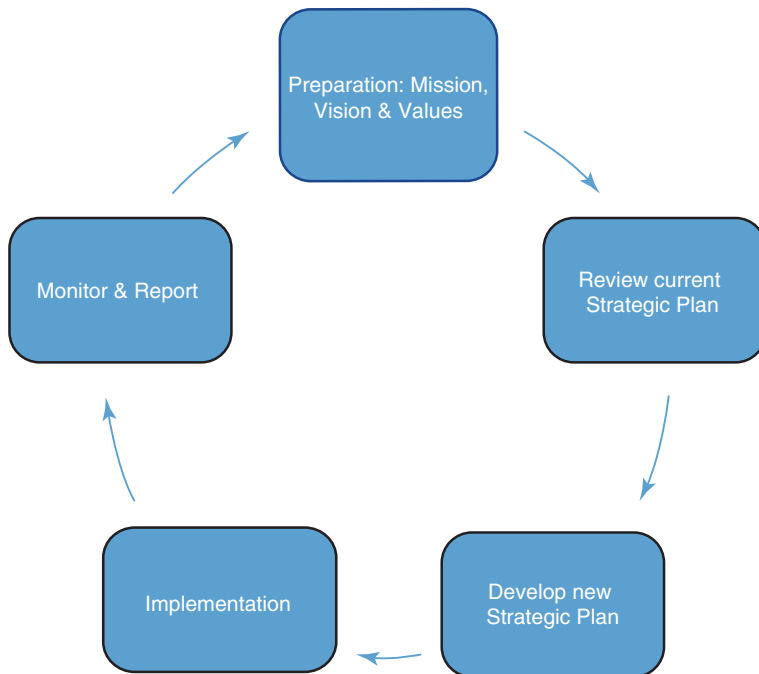 Preparation: Mission,
Vision & Values
Review current
Strategic Plan
Develop new
Strategic Plan
Implementation
Monitor & Report